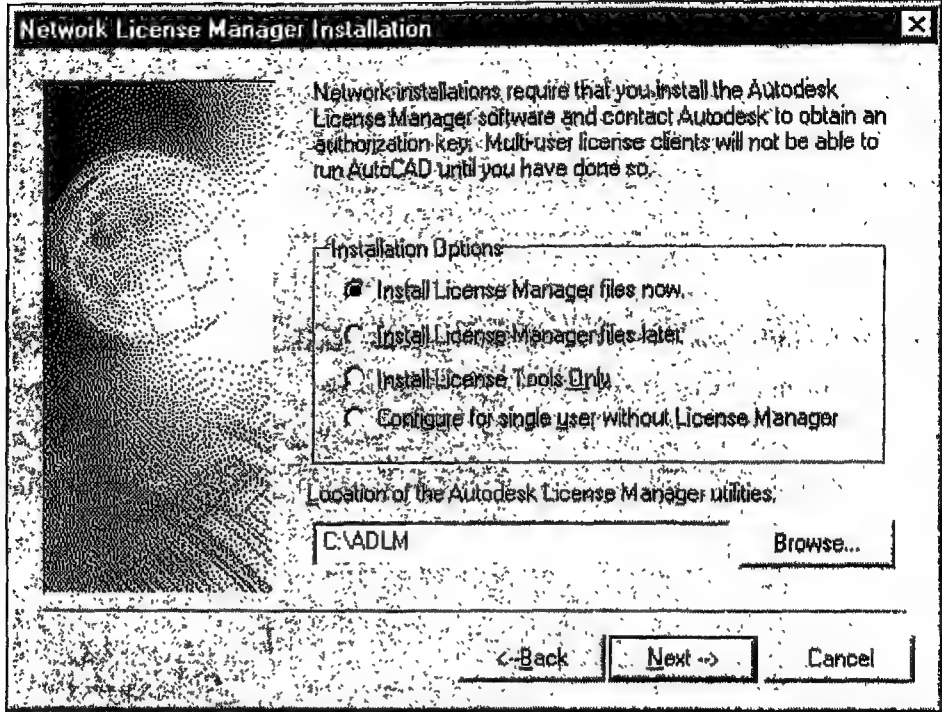 Network License Manager Installation
Network installations require that you install the Autodesk
License Manager software and contact Autodesk to obtain an
authorization key. Multi-user license clients will not be able to
run AutoCAD until you have done so.
Installation Options
Install License Manager files now.
Install License Manager files later.
Install License Tools Only
Configure for single user without License Manager
Location of the Autodesk License Manager utilities.
C:\ADLM
Browse...
<--Back
Next -->
Cancel